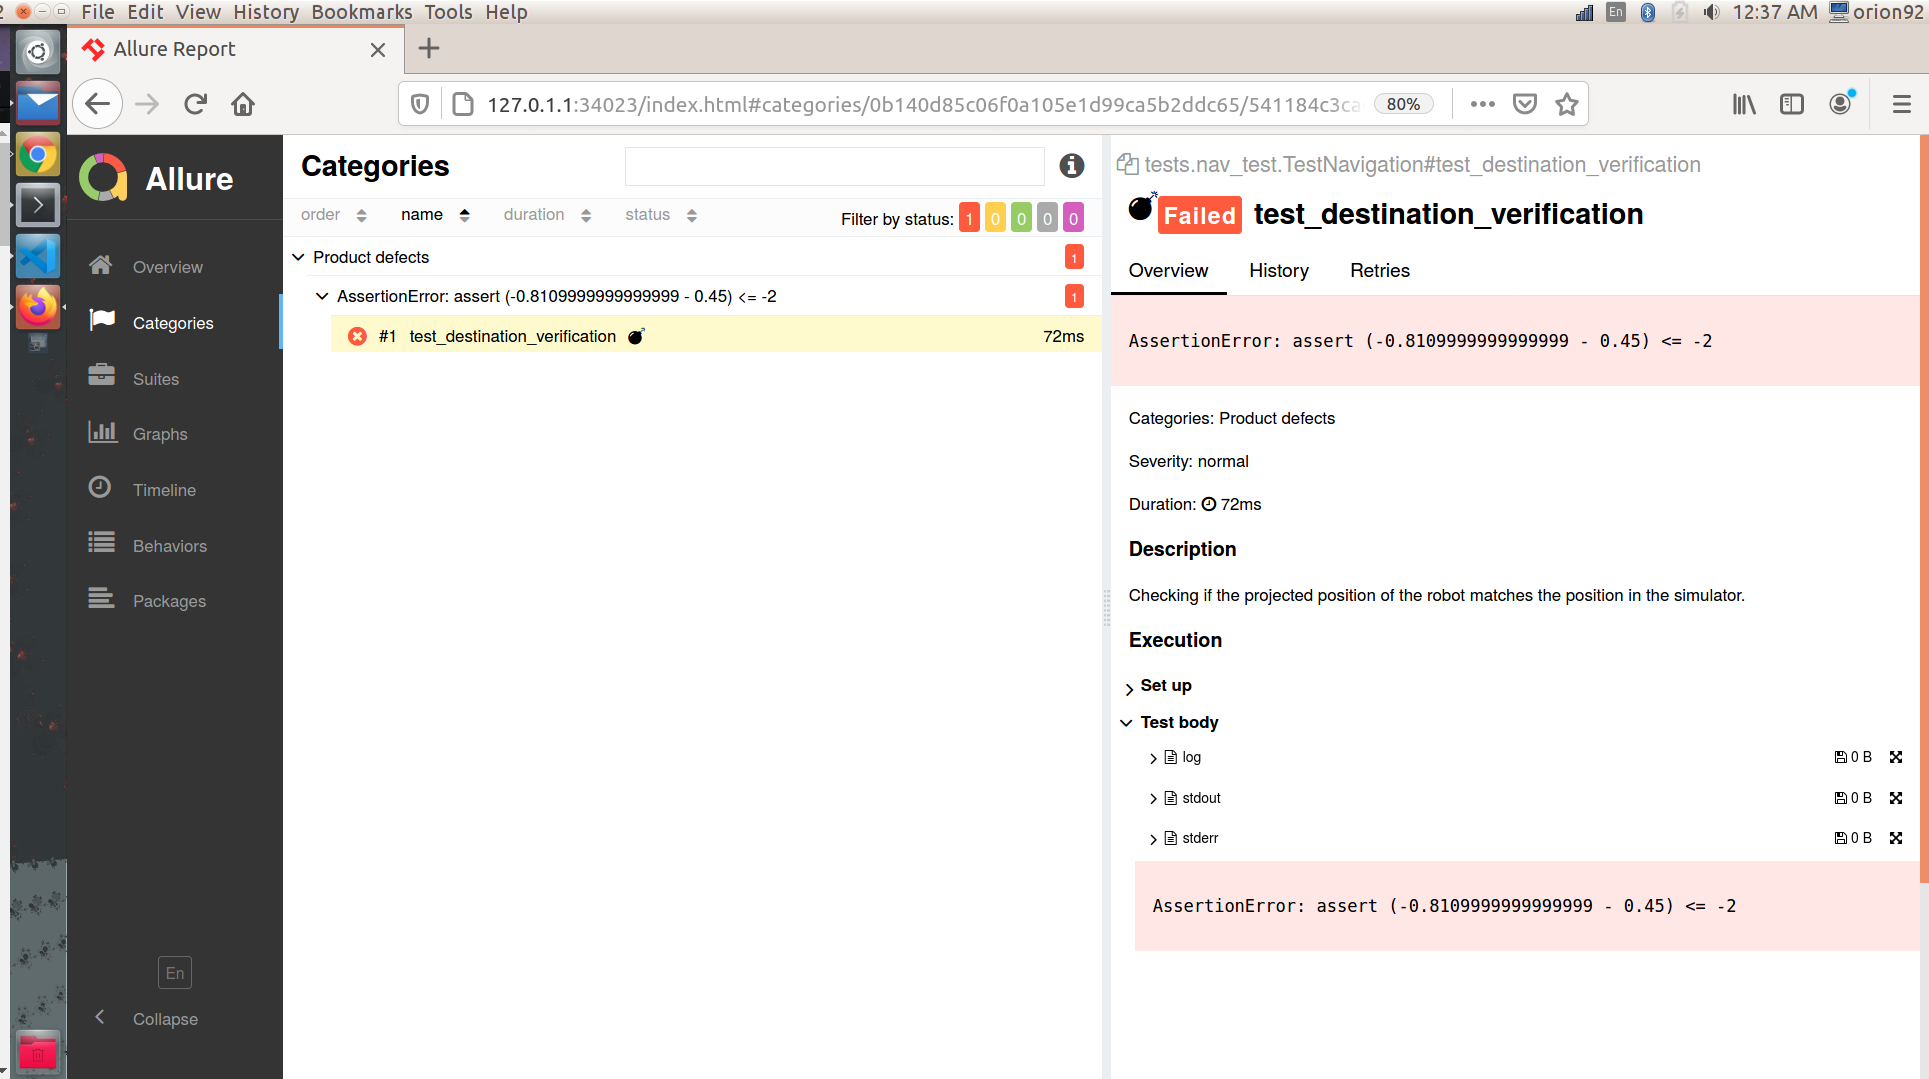 2 File Edit View History Bookmarks Tools Help En 12:37 AM orion92
Allure Report
127.0.1.1:34023/index.html#categories/0b140d85c06f0a105e1d99ca5b2ddc65/541184c3ca 80%
Allure
Overview
Categories
Suites
Graphs
Timeline
Behaviors
Packages
En
Collapse
Categories
order name duration status Filter by status: 1 0 0 0 0
Product defects 1
AssertionError: assert (-0.8109999999999999 - 0.45) <= -2 1
#1 test_destination_verification 72ms
tests.nav_test.TestNavigation#test_destination_verification
Failed test_destination_verification
Overview History Retries
AssertionError: assert (-0.8109999999999999 - 0.45) <= -2
Categories: Product defects
Severity: normal
Duration: 72ms
Description
Checking if the projected position of the robot matches the position in the simulator.
Execution
Set up
Test body
log 0 B
stdout 0 B
stderr 0 B
AssertionError: assert (-0.8109999999999999 - 0.45) <= -2